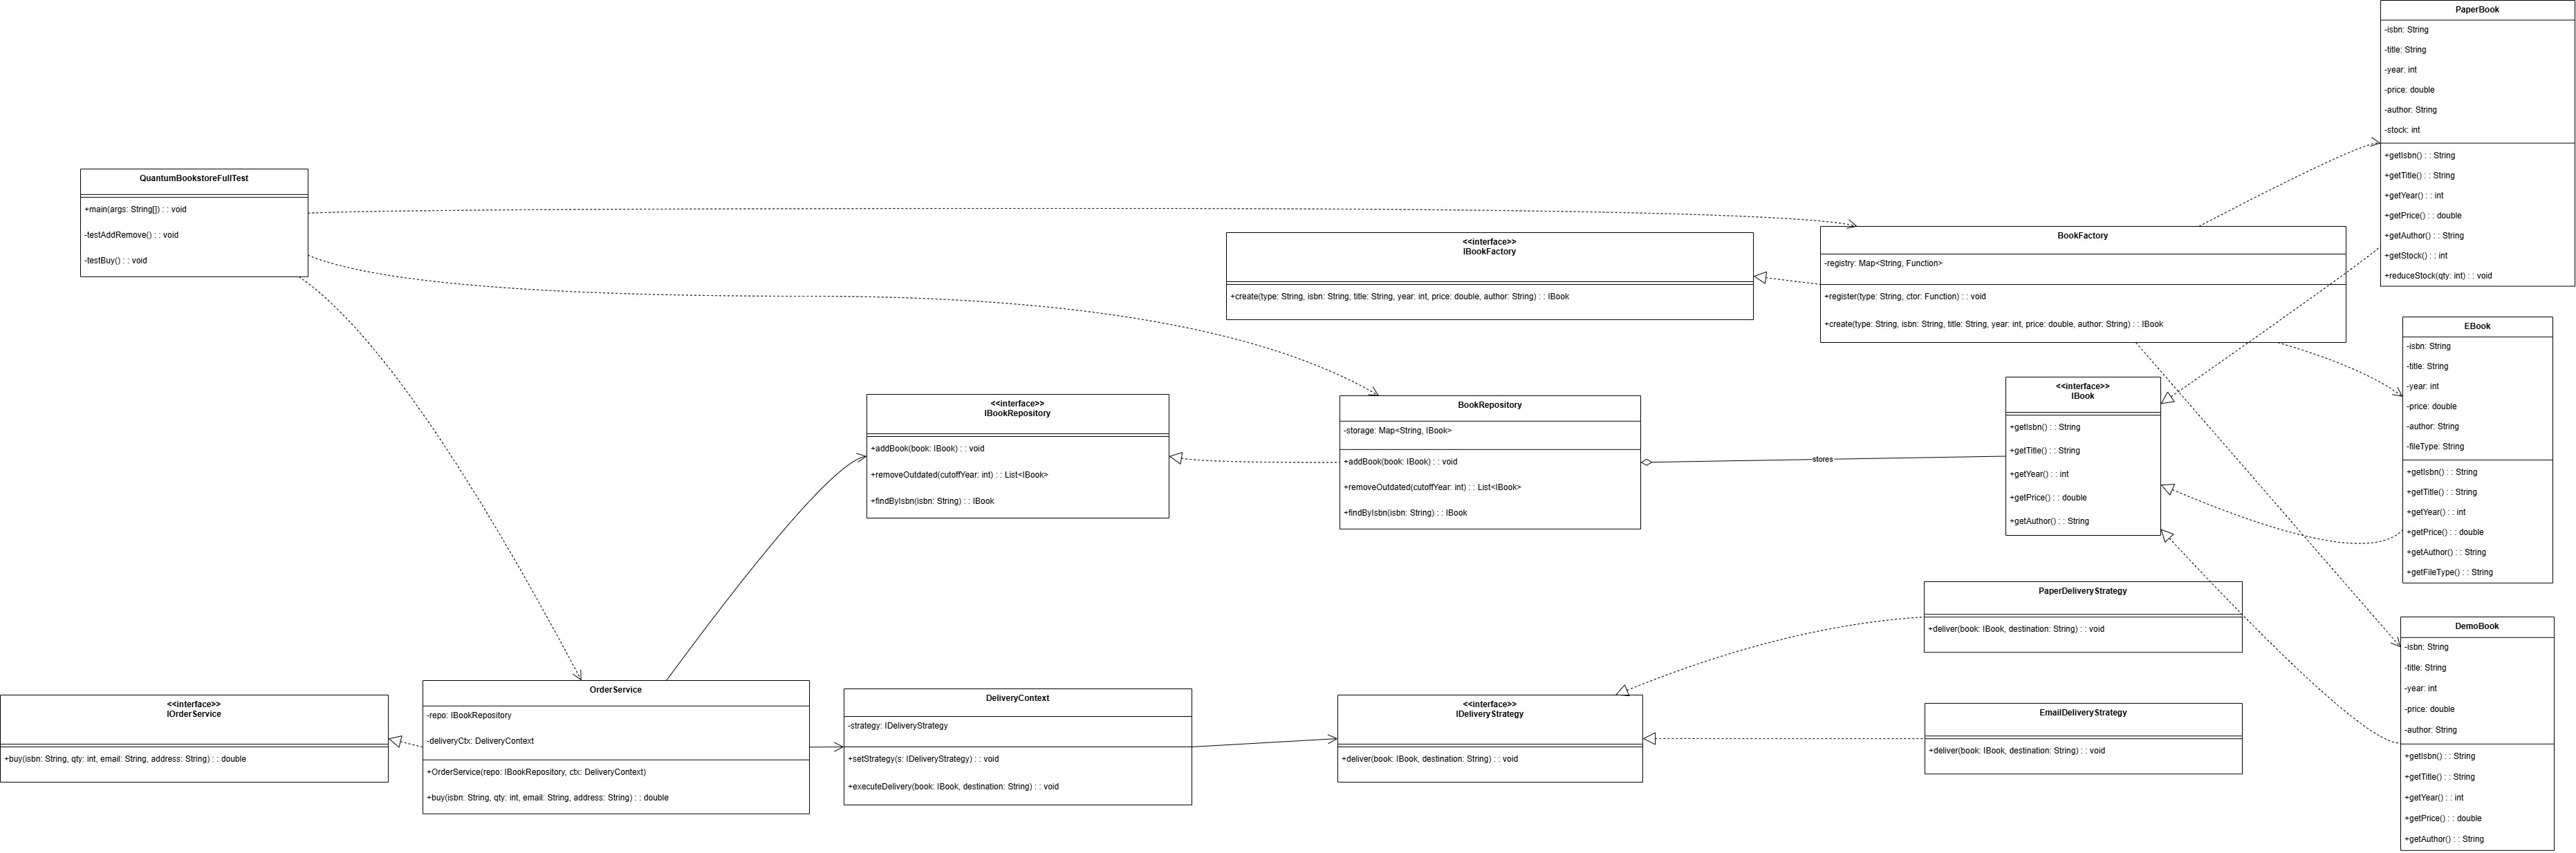 PaperBook
-isbn: String
-title: String
-year: int
-price: double
-author: String
-stock: int
+getIsbn() : : String
+getTitle() : : String
+getYear() : : int
+getPrice() : : double
+getAuthor() : : String
+getStock() : : int
+reduceStock(qty: int) : : void
QuantumBookstoreFullTest
+main(args: String[]) : : void
-testAddRemove() : : void
-testBuy() : : void
<<interface>>
IBookFactory
+create(type: String, isbn: String, title: String, year: int, price: double, author: String) : : IBook
BookFactory
-registry: Map<String, Function>
+register(type: String, ctor: Function) : : void
+create(type: String, isbn: String, title: String, year: int, price: double, author: String) : : IBook
EBook
-isbn: String
-title: String
-year: int
-price: double
-author: String
-fileType: String
+getIsbn() : : String
+getTitle() : : String
+getYear() : : int
+getPrice() : : double
+getAuthor() : : String
+getFileType() : : String
<<interface>>
IBookRepository
+addBook(book: IBook) : : void
+removeOutdated(cutoffYear: int) : : List<IBook>
+findByIsbn(isbn: String) : : IBook
BookRepository
-storage: Map<String, IBook>
+addBook(book: IBook) : : void
+removeOutdated(cutoffYear: int) : : List<IBook>
+findByIsbn(isbn: String) : : IBook
stores
<<interface>>
IBook
+getIsbn() : : String
+getTitle() : : String
+getYear() : : int
+getPrice() : : double
+getAuthor() : : String
PaperDeliveryStrategy
+deliver(book: IBook, destination: String) : : void
DemoBook
-isbn: String
-title: String
-year: int
-price: double
-author: String
+getIsbn() : : String
+getTitle() : : String
+getYear() : : int
+getPrice() : : double
+getAuthor() : : String
<<interface>>
IOrderService
+buy(isbn: String, qty: int, email: String, address: String) : : double
OrderService
-repo: IBookRepository
-deliveryCtx: DeliveryContext
+OrderService(repo: IBookRepository, ctx: DeliveryContext)
+buy(isbn: String, qty: int, email: String, address: String) : : double
DeliveryContext
-strategy: IDeliveryStrategy
+setStrategy(s: IDeliveryStrategy) : : void
+executeDelivery(book: IBook, destination: String) : : void
<<interface>>
IDeliveryStrategy
+deliver(book: IBook, destination: String) : : void
EmailDeliveryStrategy
+deliver(book: IBook, destination: String) : : void